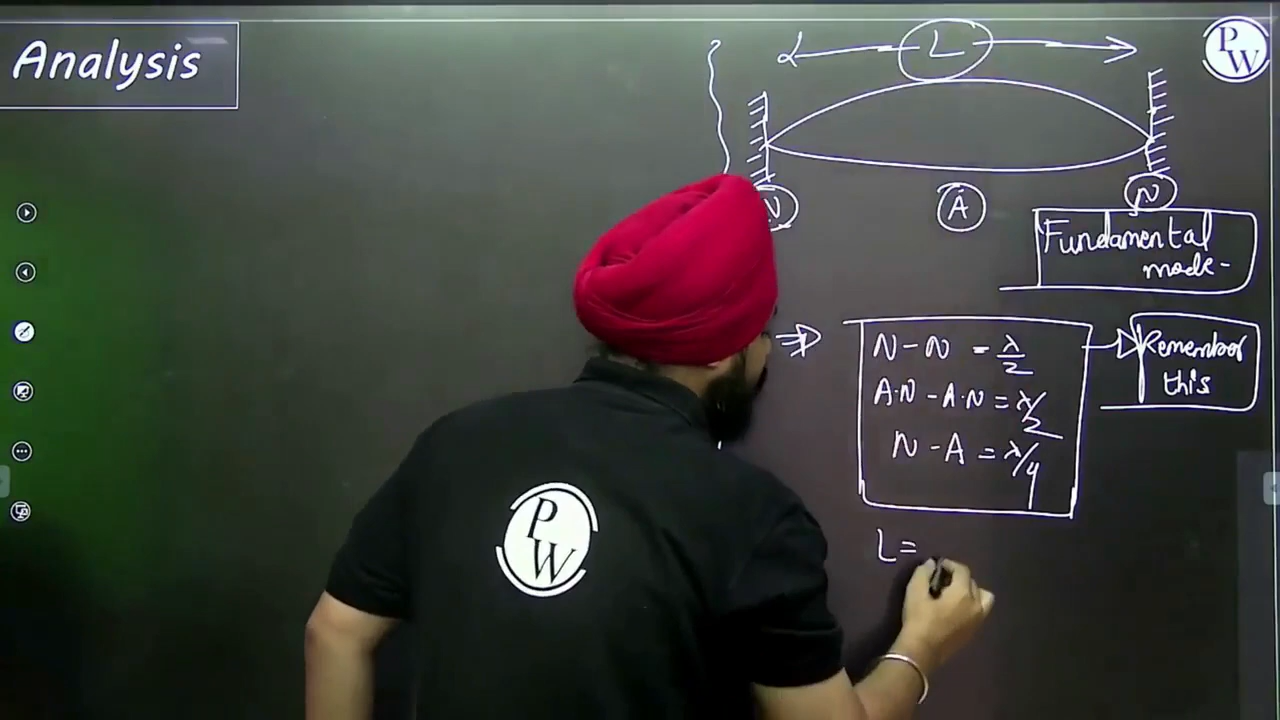 Analysis
PW
L
N
A
N
Fundamental
mode-
N - N = λ/2
A.N - A.N = λ/2
N - A = λ/4
Remember
this
L =
PW